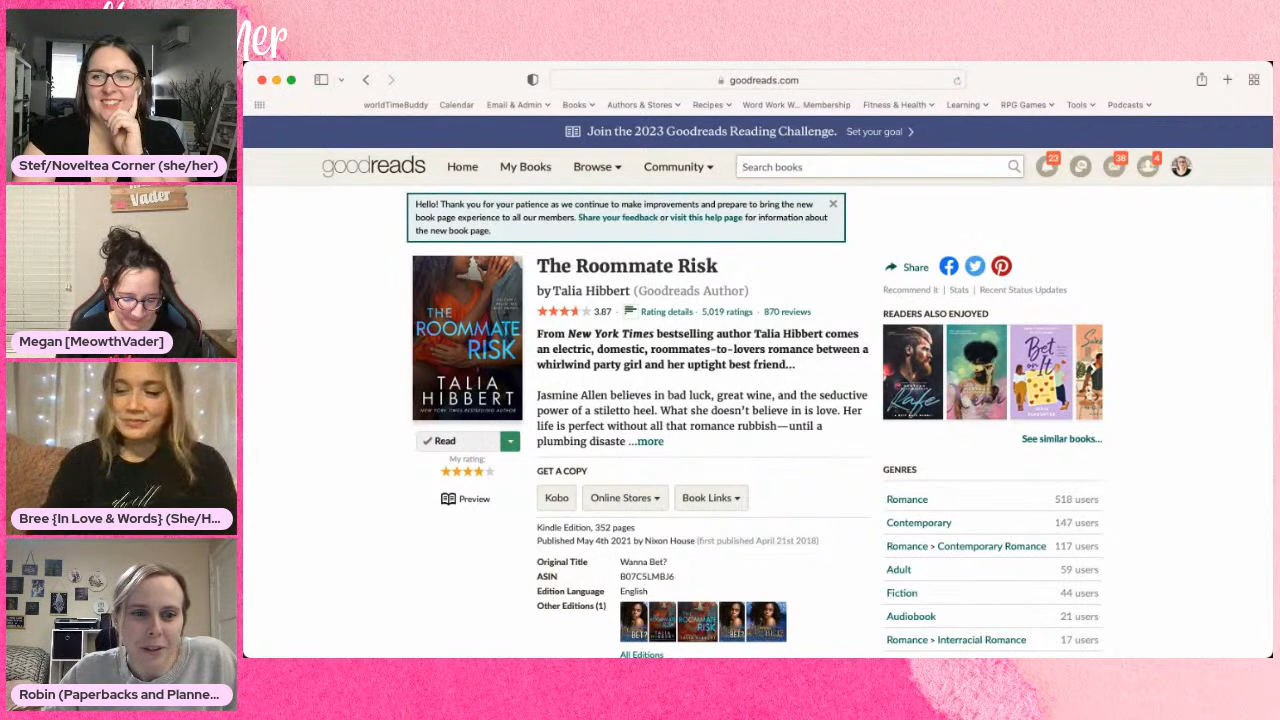 Mer
Stef/Noveltea Corner (she/her)
Vader
Megan [MeowthVader]
Bree {In Love & Words} (She/H...
Robin (Paperbacks and Planne...
goodreads.com
worldTimeBuddy Calendar Email & Admin Books Authors & Stores Recipes Word Work W... Membership Fitness & Health Learning RPG Games Tools Podcasts
Join the 2023 Goodreads Reading Challenge. Set your goal
goodreads Home My Books Browse Community Search books 23 38 4
Hello! Thank you for your patience as we continue to make improvements and prepare to bring the new
book page experience to all our members. Share your feedback or visit this help page for information about
the new book page.
THE
ROOMMATE
RISK
TALIA
HIBBERT
NEW YORK TIMES BESTSELLING AUTHOR
Read
My rating:
Preview
The Roommate Risk
by Talia Hibbert (Goodreads Author)
3.87 · Rating details · 5,019 ratings · 870 reviews
From New York Times bestselling author Talia Hibbert comes
an electric, domestic, roommates-to-lovers romance between a
whirlwind party girl and her uptight best friend...
Jasmine Allen believes in bad luck, great wine, and the seductive
power of a stiletto heel. What she doesn't believe in is love. Her
life is perfect without all that romance rubbish—until a
plumbing disaste ...more
GET A COPY
Kobo Online Stores Book Links
Kindle Edition, 352 pages
Published May 4th 2021 by Nixon House (first published April 21st 2018)
Original Title Wanna Bet?
ASIN B07C5LMBJ6
Edition Language English
Other Editions (1)
All Editions
Share
Recommend It | Stats | Recent Status Updates
READERS ALSO ENJOYED
Bet
on It
See similar books...
GENRES
Romance 518 users
Contemporary 147 users
Romance > Contemporary Romance 117 users
Adult 59 users
Fiction 44 users
Audiobook 21 users
Romance > Interracial Romance 17 users